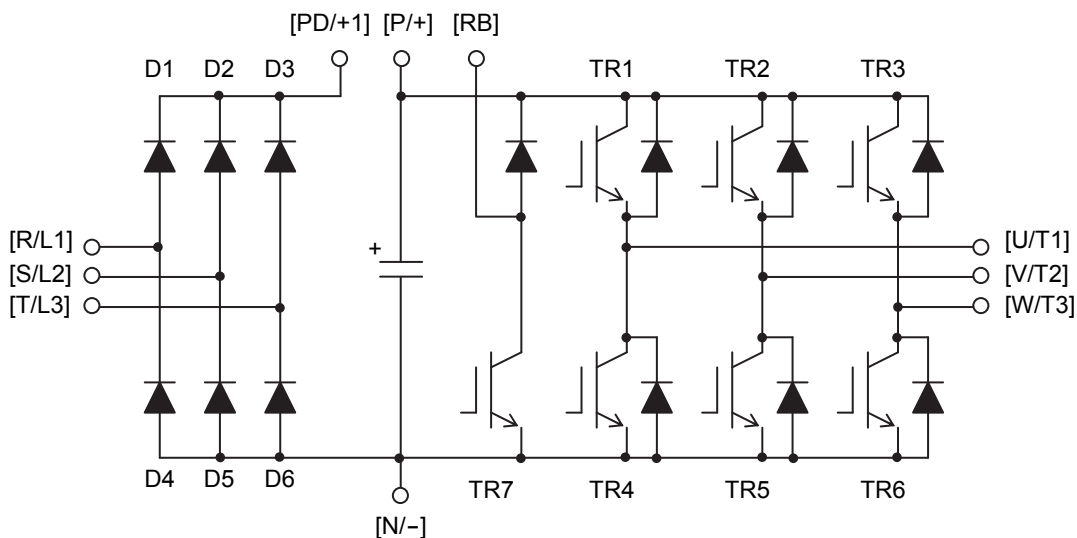 [PD/+1] [P/+] [RB]
D1 D2 D3 TR1 TR2 TR3
+
[R/L1] [U/T1]
[S/L2] [V/T2]
[T/L3] [W/T3]
D4 D5 D6 TR7 TR4 TR5 TR6
[N/−]